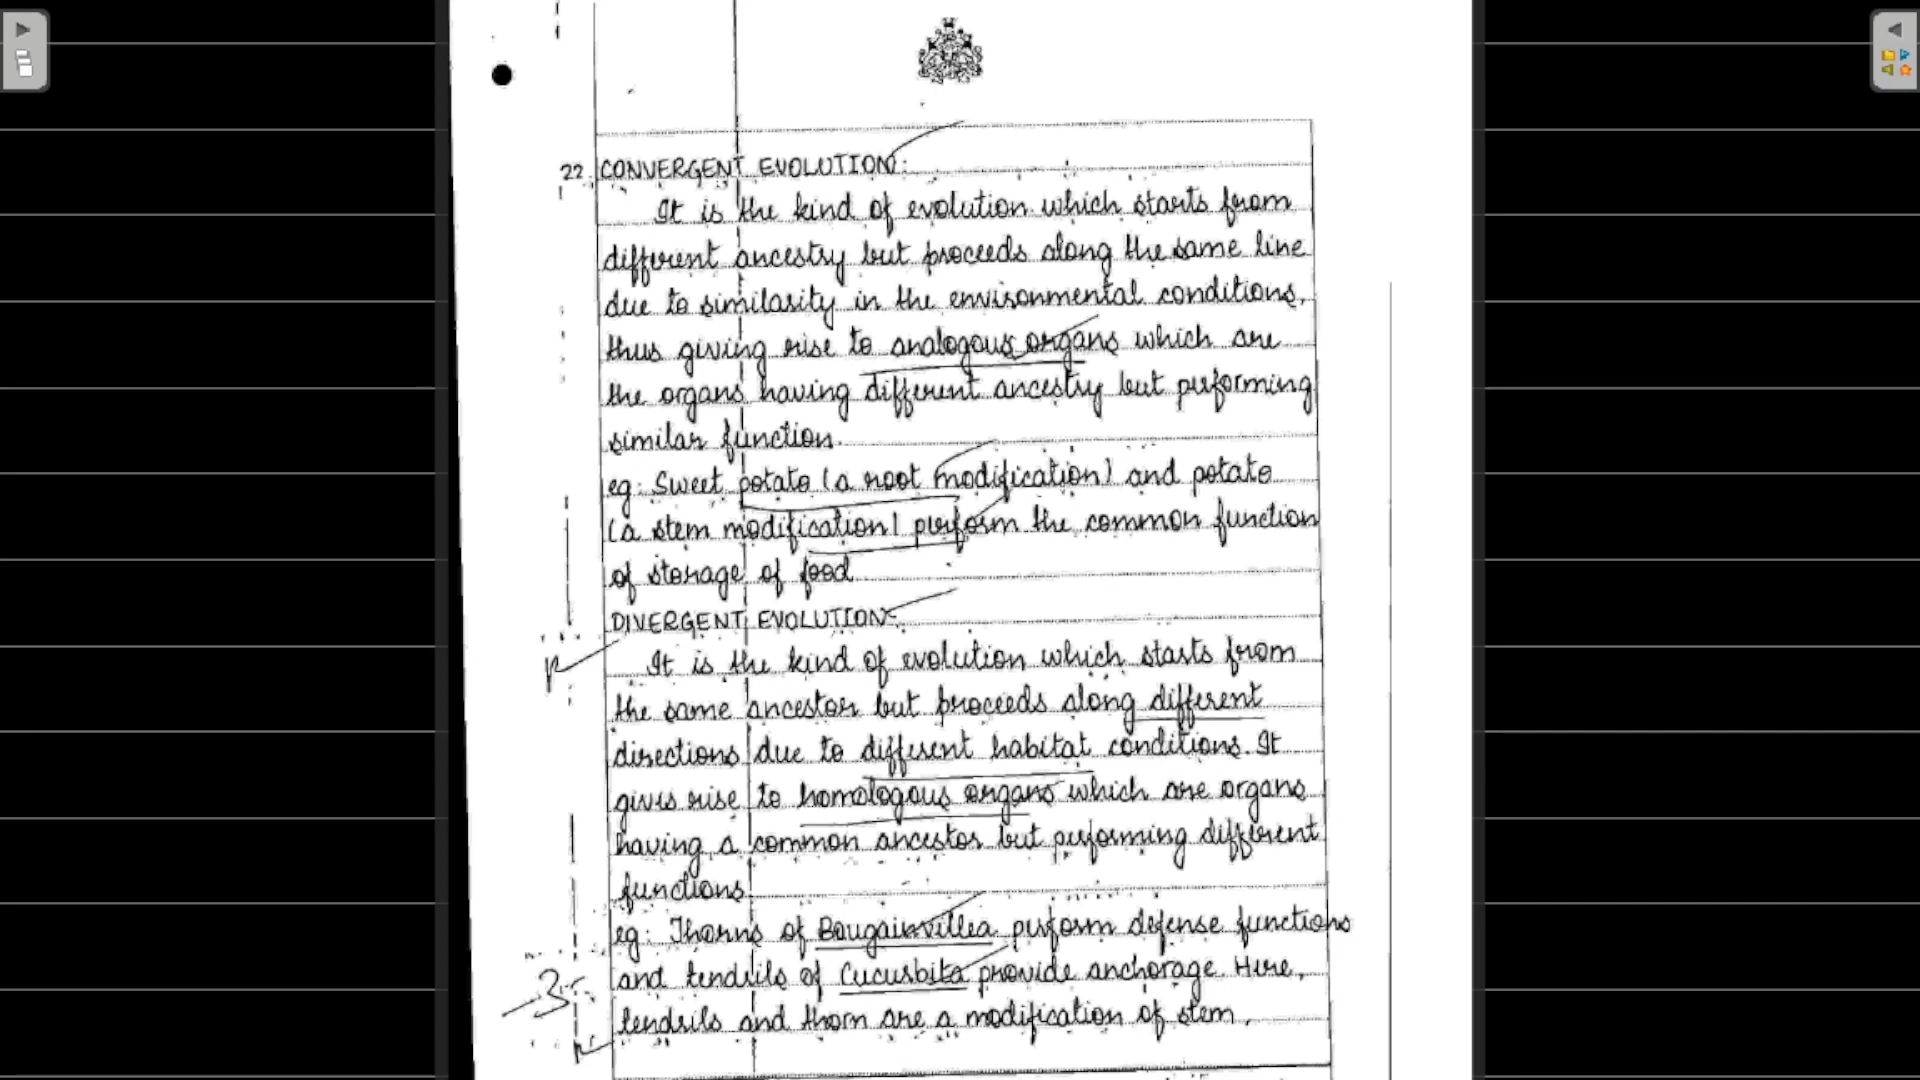 22. CONVERGENT EVOLUTION:
It is the kind of evolution which starts from
different ancestry but proceeds along the same line
due to similarity in the environmental conditions,
thus giving rise to analogous organs which are
the organs having different ancestry but performing
similar function.
eg: Sweet potato (a root modification) and potato
(a stem modification) perform the common function
of storage of food
DIVERGENT EVOLUTION:
It is the kind of evolution which starts from
the same ancestor but proceeds along different
directions due to different habitat conditions. It
gives rise to homologous organs which are organs
having a common ancestor but performing different
functions
eg: Thorns of Bougainvillea perform defense functions
and tendrils of Cucurbita provide anchorage. Here,
3
tendrils and thorn are a modification of stem.